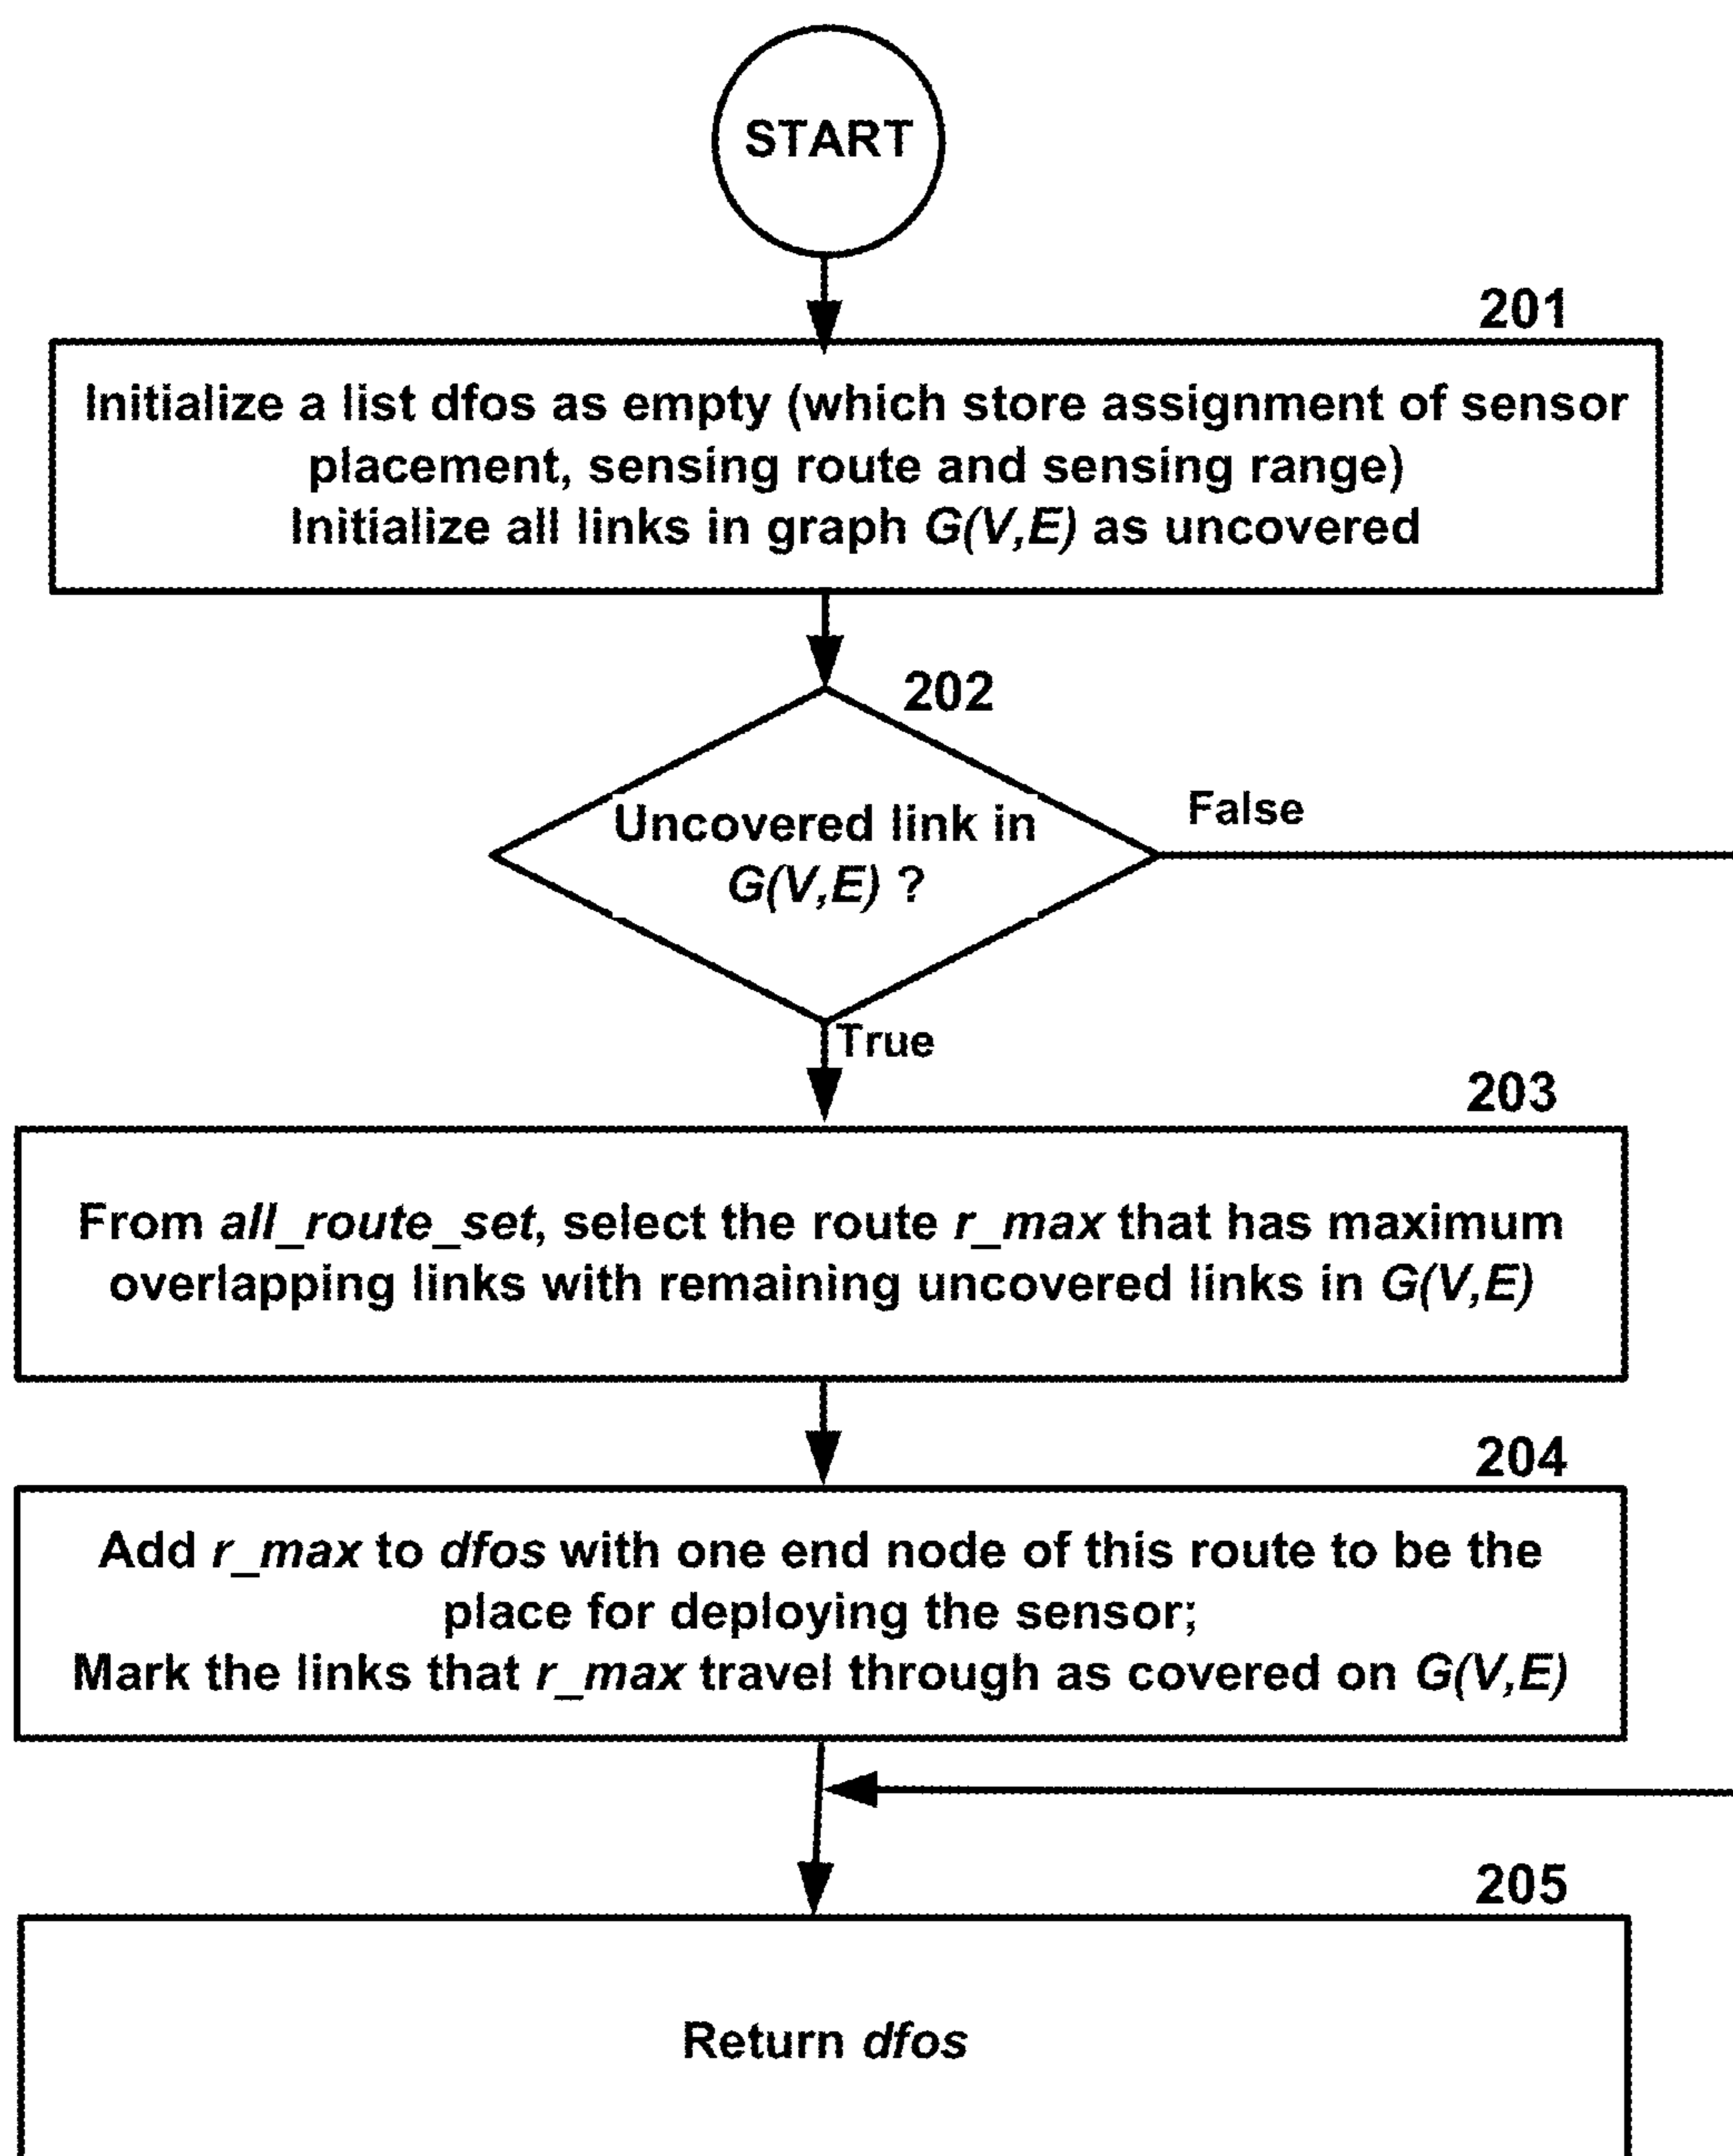 START
201
Initialize a list dfos as empty (which store assignment of sensor
placement, sensing route and sensing range)
Initialize all links in graph G(V,E) as uncovered
202
Uncovered link in
G(V,E) ?
False
True
203
From all_route_set, select the route r_max that has maximum
overlapping links with remaining uncovered links in G(V,E)
204
Add r_max to dfos with one end node of this route to be the
place for deploying the sensor;
Mark the links that r_max travel through as covered on G(V,E)
205
Return dfos